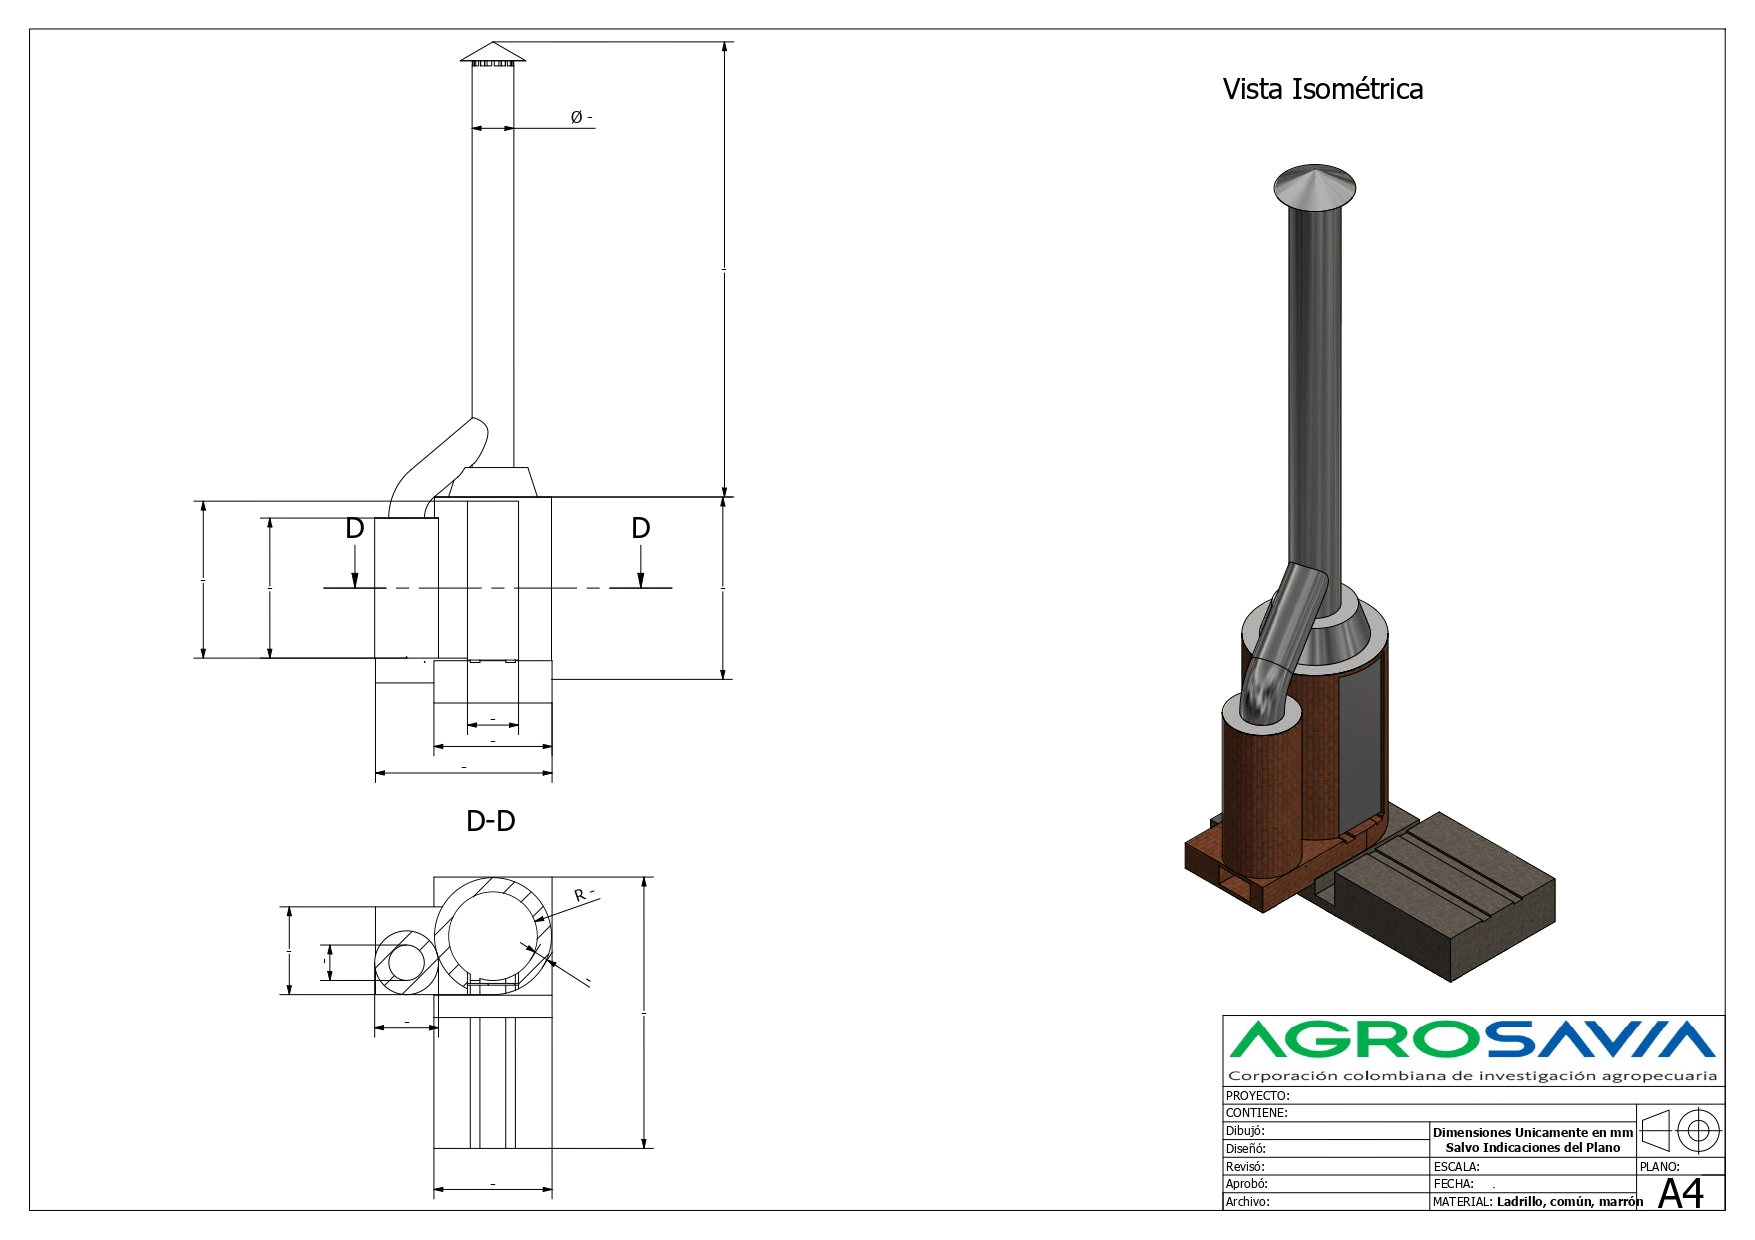 Vista Isométrica
Ø -
-
D
D
-
-
-
-
-
-
D-D
R -
-
-
-
-
-
-
AGROSAVIA
Corporación colombiana de investigación agropecuaria
PROYECTO:
CONTIENE:
Dibujó:
Dimensiones Unicamente en mm
Salvo Indicaciones del Plano
Diseñó:
Revisó:
ESCALA:
PLANO:
Aprobó:
FECHA: .
A4
Archivo:
MATERIAL: Ladrillo, común, marrón